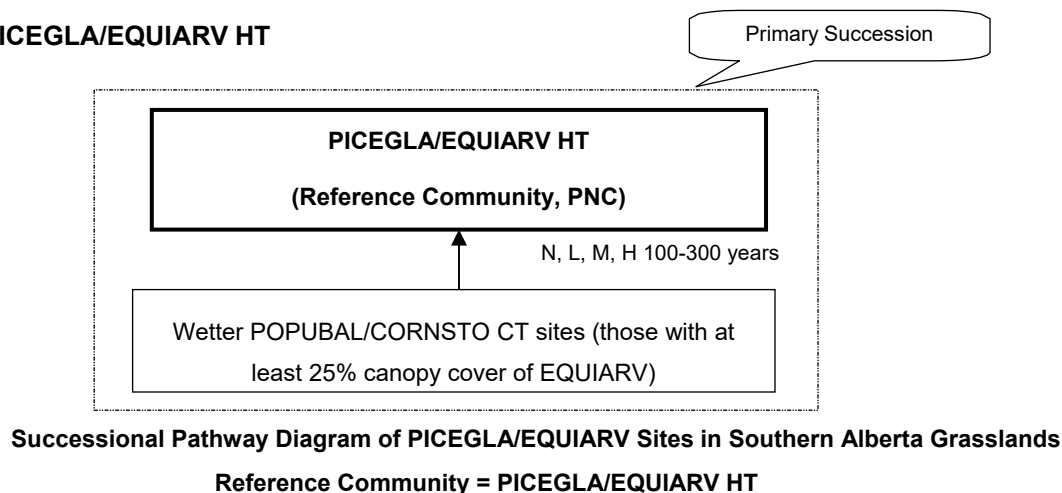 ICEGLA/EQUIARV HT
Primary Succession
PICEGLA/EQUIARV HT
(Reference Community, PNC)
N, L, M, H 100-300 years
Wetter POPUBAL/CORNSTO CT sites (those with at
least 25% canopy cover of EQUIARV)
Successional Pathway Diagram of PICEGLA/EQUIARV Sites in Southern Alberta Grasslands
Reference Community = PICEGLA/EQUIARV HT